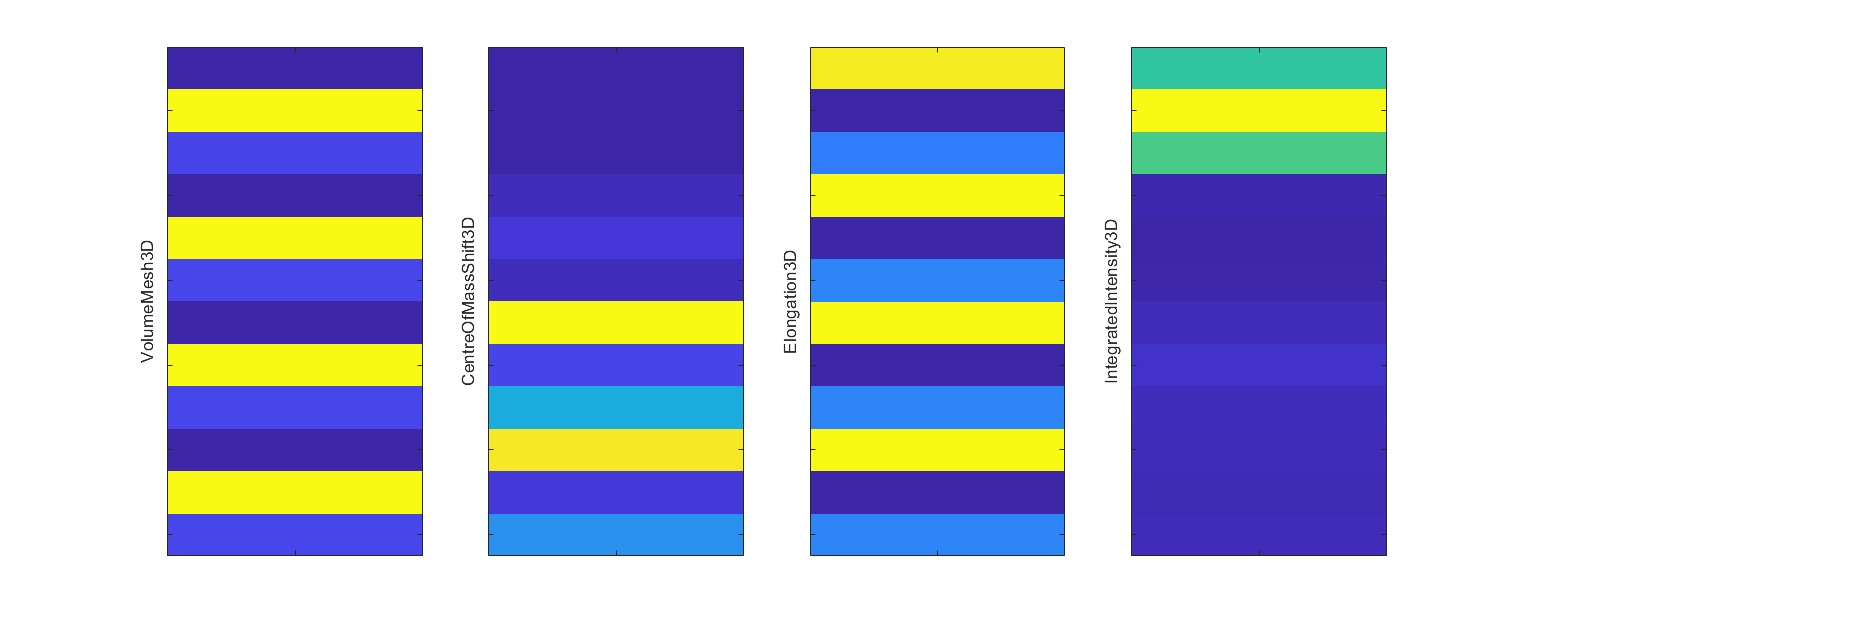 VolumeMesh3D
CentreOfMassShift3D
Elongation3D
IntegratedIntensity3D